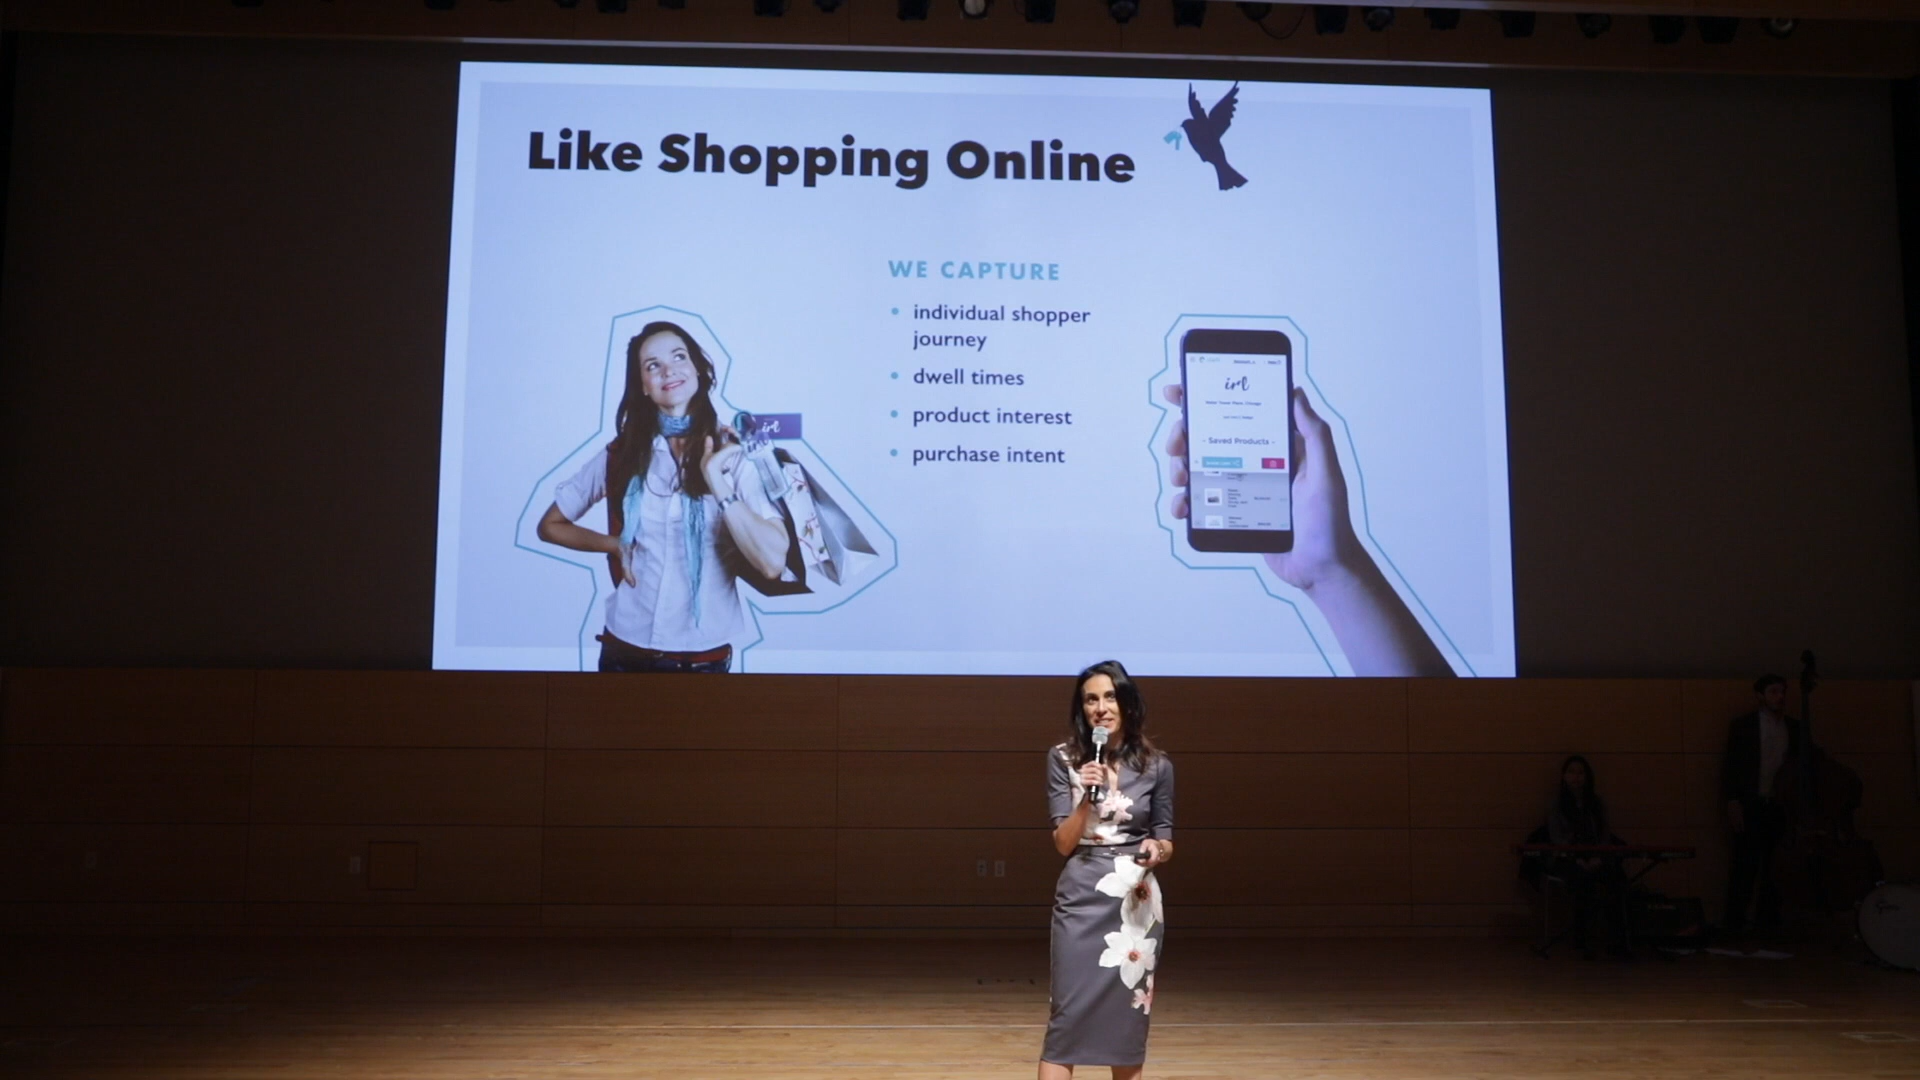 Like Shopping Online
WE CAPTURE
• individual shopper
journey
• dwell times
• product interest
• purchase intent
irl
irl
- Saved Products -